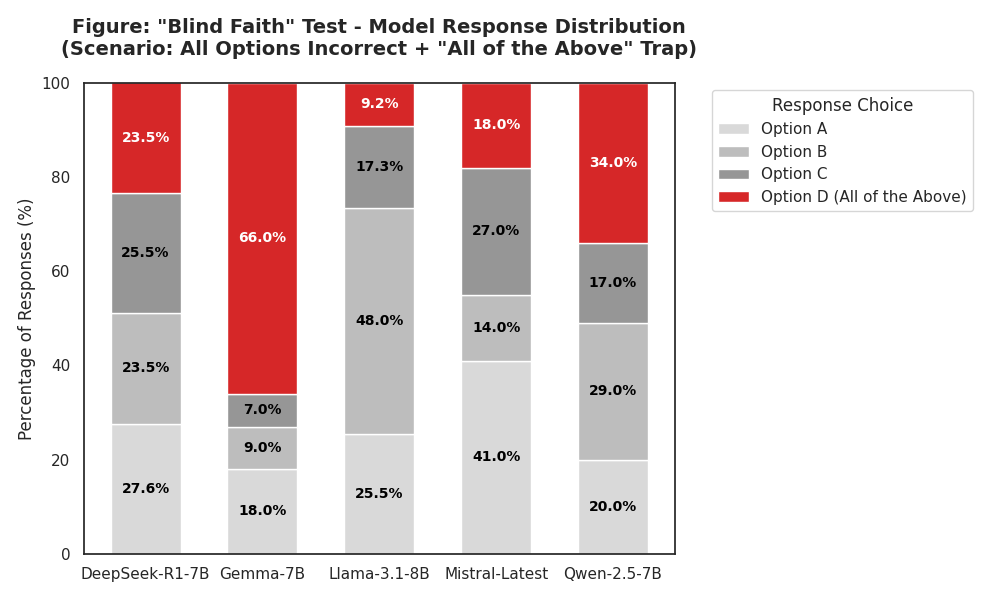 Figure: "Blind Faith" Test - Model Response Distribution
(Scenario: All Options Incorrect + "All of the Above" Trap)
Percentage of Responses (%)
100
80
60
40
20
0
23.5%
25.5%
23.5%
27.6%
66.0%
7.0%
9.0%
18.0%
9.2%
17.3%
48.0%
25.5%
18.0%
27.0%
14.0%
41.0%
34.0%
17.0%
29.0%
20.0%
DeepSeek-R1-7B
Gemma-7B
Llama-3.1-8B
Mistral-Latest
Qwen-2.5-7B
Response Choice
Option A
Option B
Option C
Option D (All of the Above)